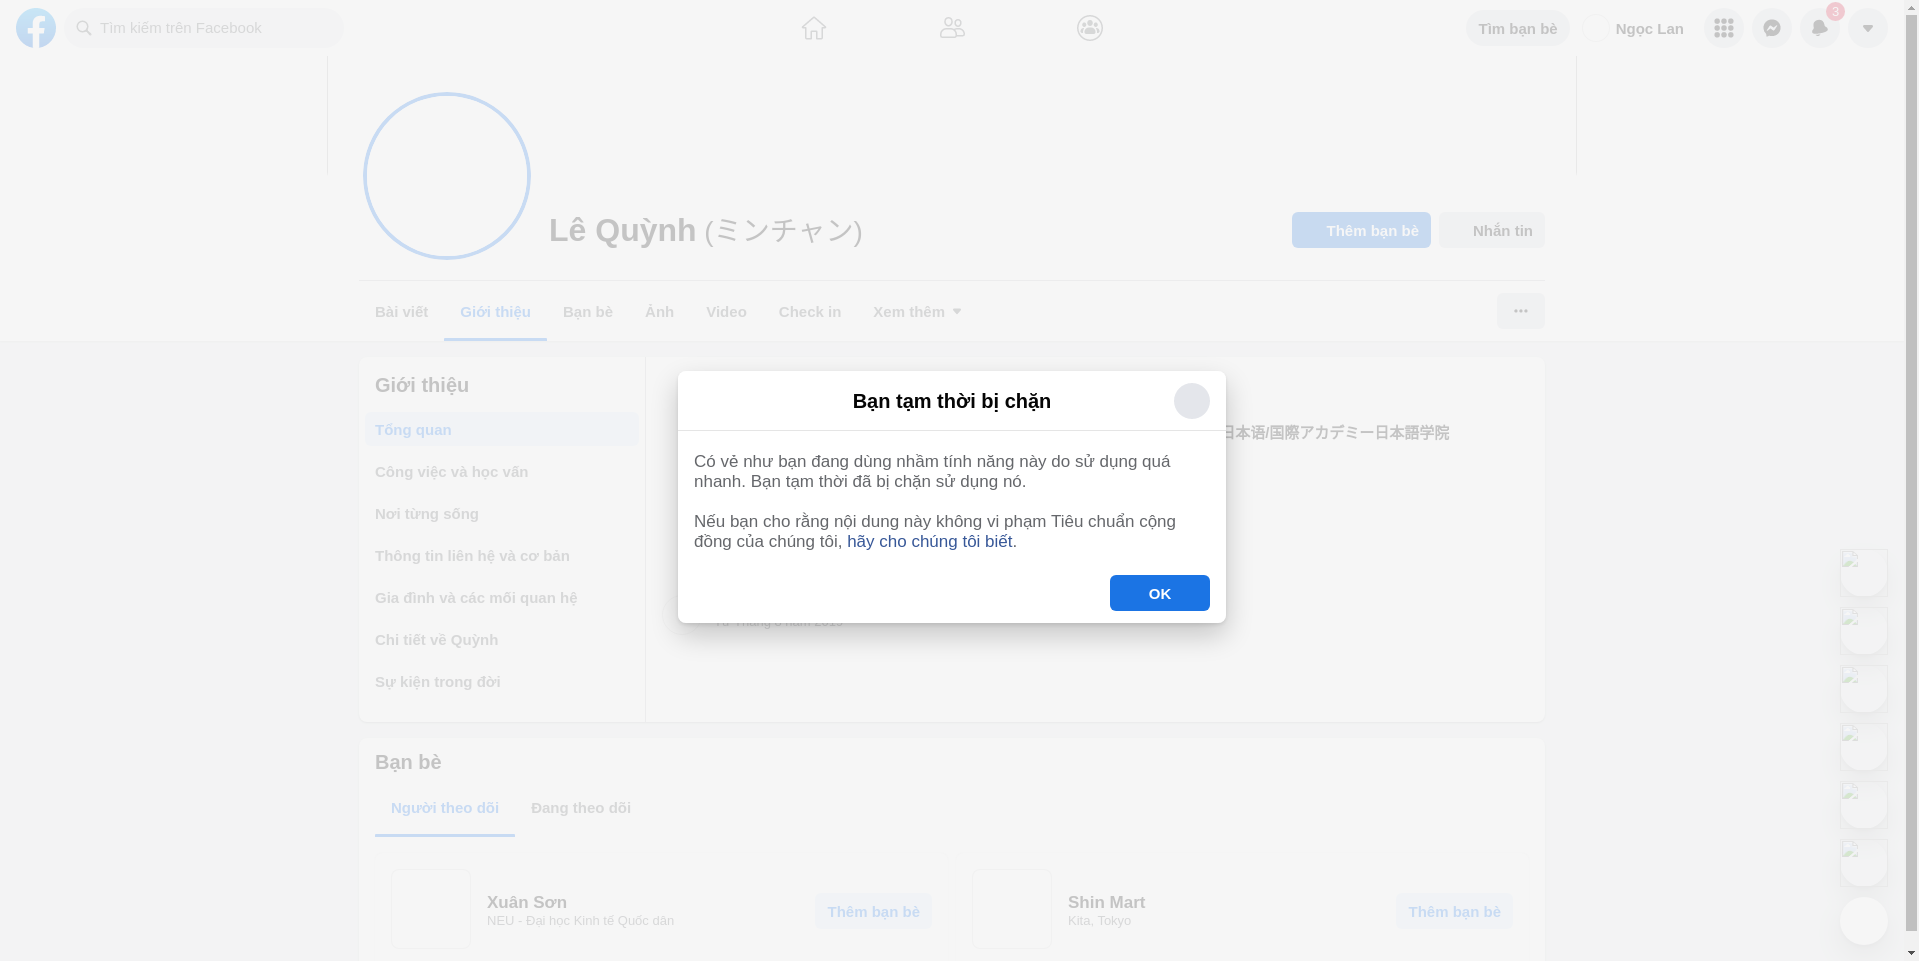 Tìm kiếm trên Facebook
Tìm bạn bè
Ngọc Lan
3
Lê Quỳnh (ミンチャン)
Thêm bạn bè
Nhắn tin
Bài viết
Giới thiệu
Bạn bè
Ảnh
Video
Check in
Xem thêm
Giới thiệu
Tổng quan
Công việc và học vấn
Nơi từng sống
Thông tin liên hệ và cơ bản
Gia đình và các mối quan hệ
Chi tiết về Quỳnh
Sự kiện trong đời
日本语/国際アカデミー日本語学院
Bạn tạm thời bị chặn
Có vẻ như bạn đang dùng nhầm tính năng này do sử dụng quá
nhanh. Bạn tạm thời đã bị chặn sử dụng nó.
Nếu bạn cho rằng nội dung này không vi phạm Tiêu chuẩn cộng
đồng của chúng tôi, hãy cho chúng tôi biết.
OK
Bạn bè
Người theo dõi
Đang theo dõi
Xuân Sơn
NEU - Đại học Kinh tế Quốc dân
Thêm bạn bè
Shin Mart
Kita, Tokyo
Thêm bạn bè